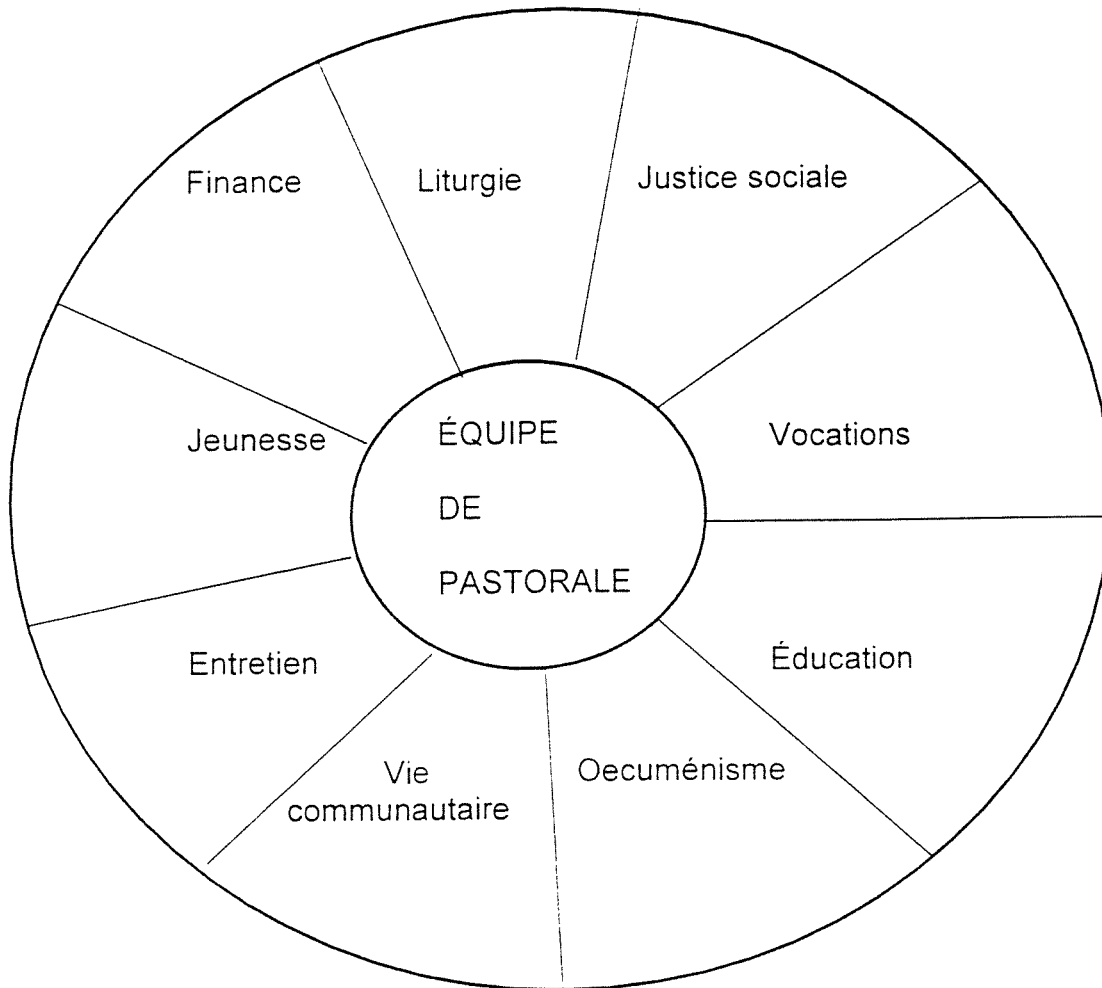 Finance
Liturgie
Justice sociale
Jeunesse
ÉQUIPE
DE
PASTORALE
Vocations
Entretien
Éducation
Vie
communautaire
Oecuménisme